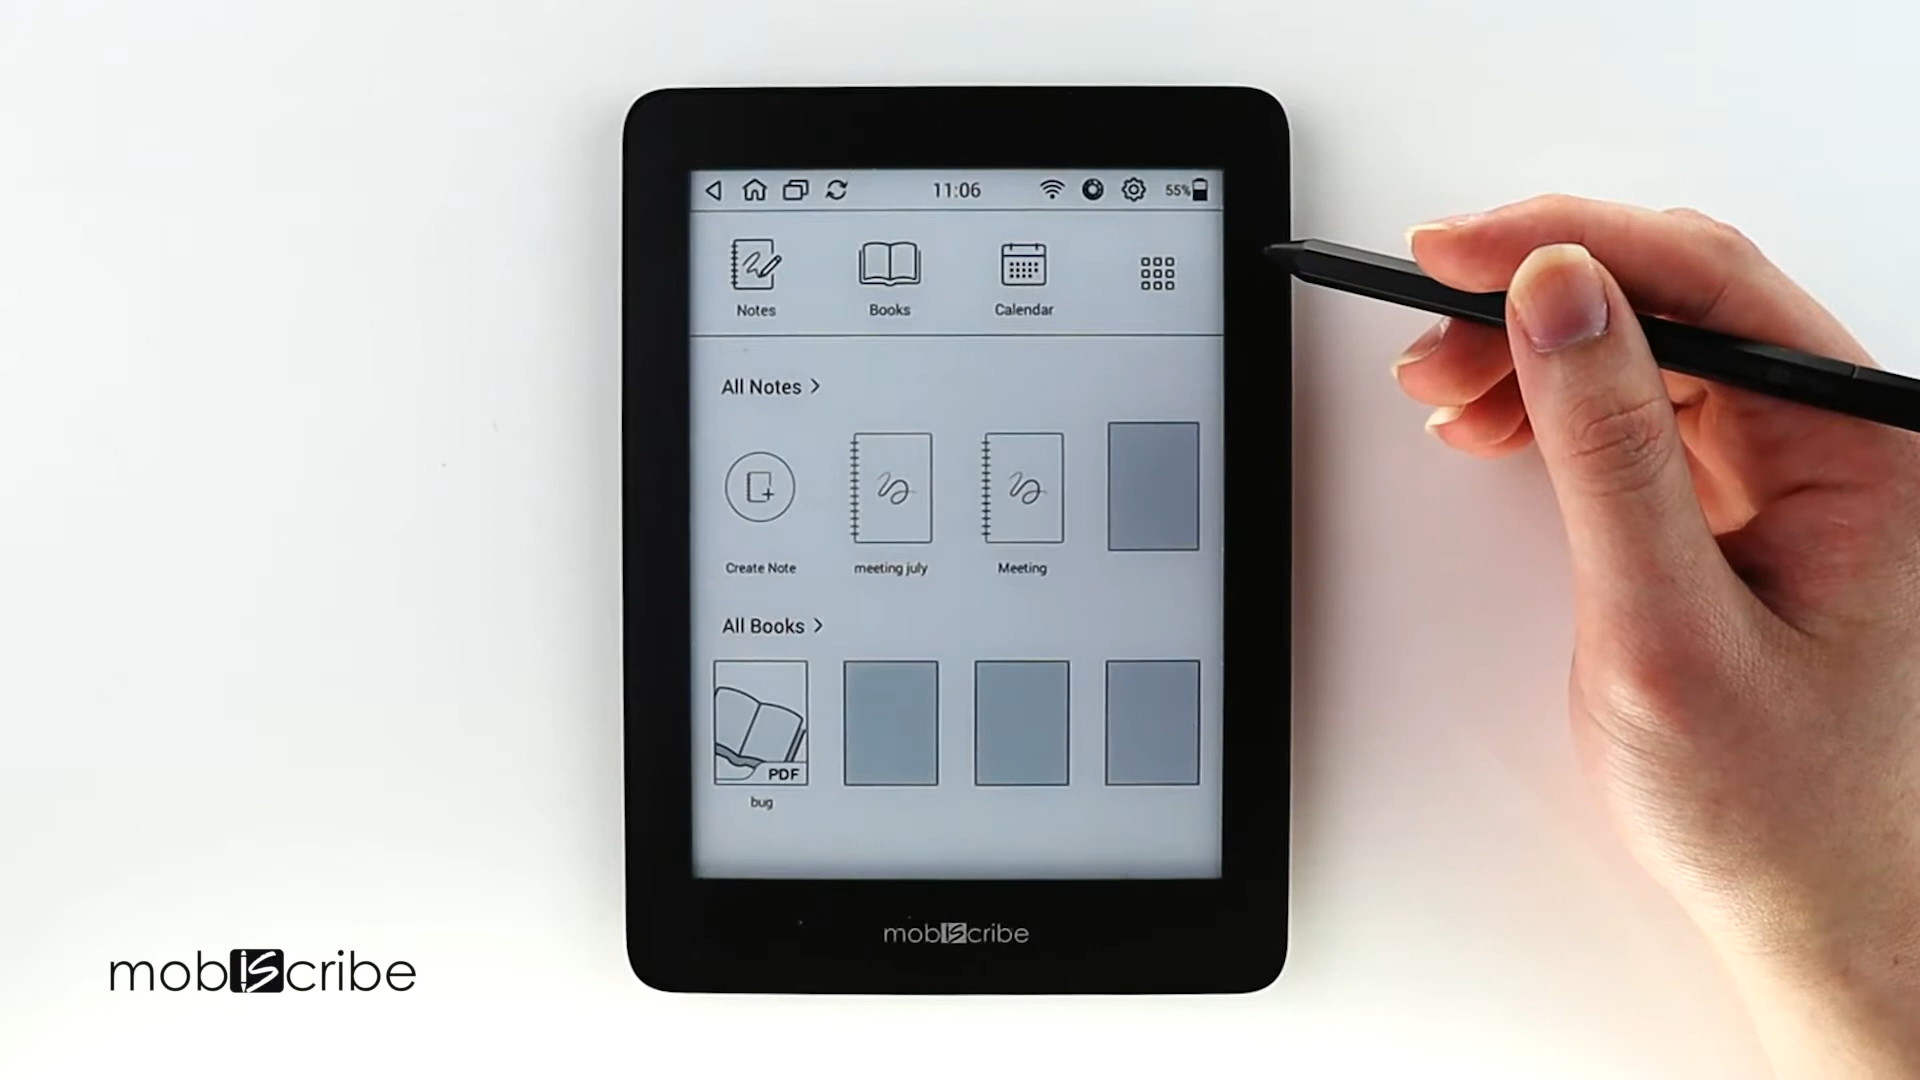 11:06
55%
Notes
Books
Calendar
All Notes >
Create Note
meeting july
Meeting
All Books >
PDF
bug
mobiscribe
mobiscribe